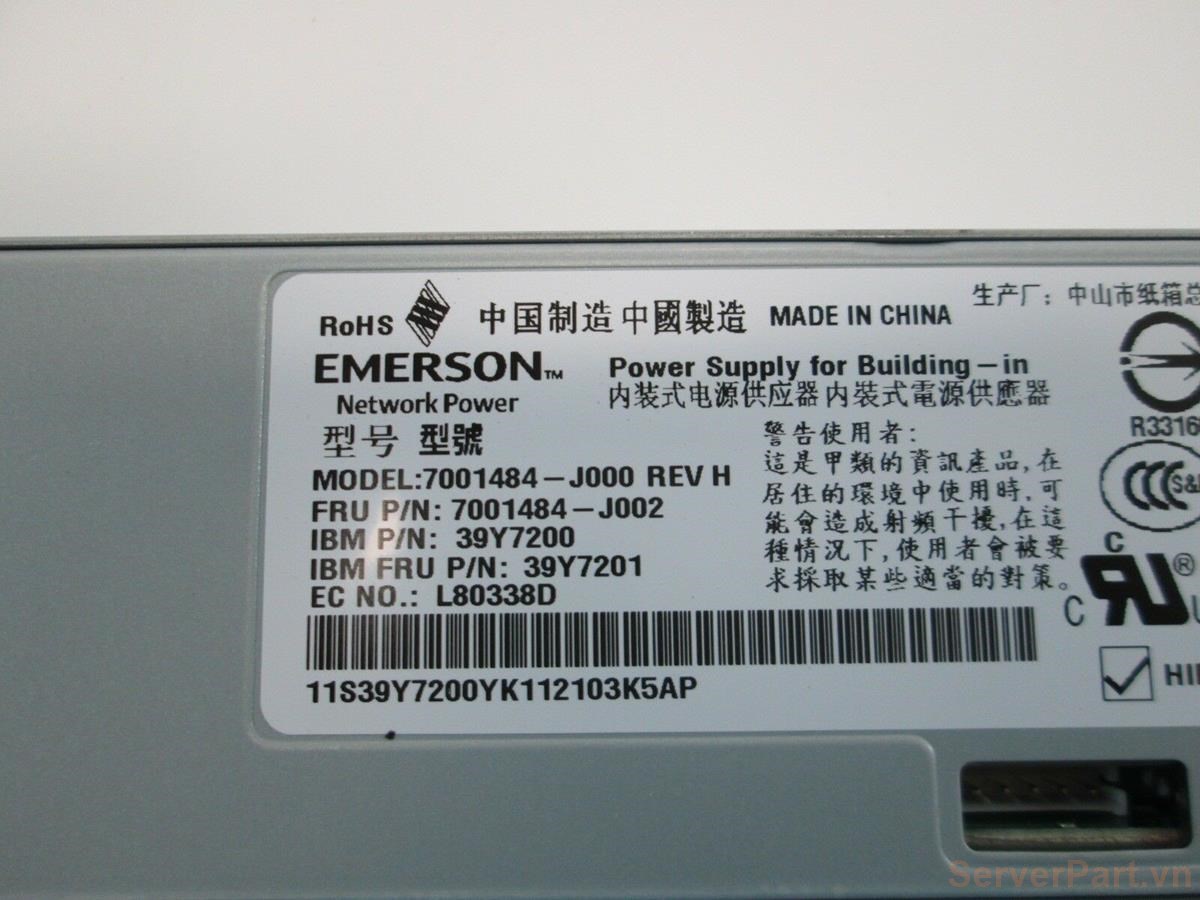 RoHS 中国制造 中國製造 MADE IN CHINA
生产厂：中山市纸箱总
EMERSON™
Network Power
Power Supply for Building-in
内装式电源供应器 內裝式電源供應器
型号 型號
MODEL:7001484-J000 REV H
FRU P/N: 7001484-J002
IBM P/N: 39Y7200
IBM FRU P/N: 39Y7201
EC NO.: L80338D
11S39Y7200YK112103K5AP
警告使用者:
這是甲類的資訊產品,在
居住的環境中使用時,可
能會造成射頻干擾,在這
種情況下,使用者會被要
求採取某些適當的對策。
R3316
CCC S&
C
C UL ®
HI
ServerPart.vn